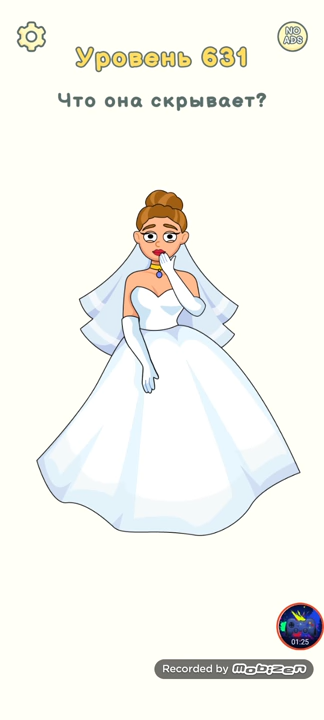 NO
ADS
Уровень 631
Что она скрывает?
01:25
Recorded by mobizen